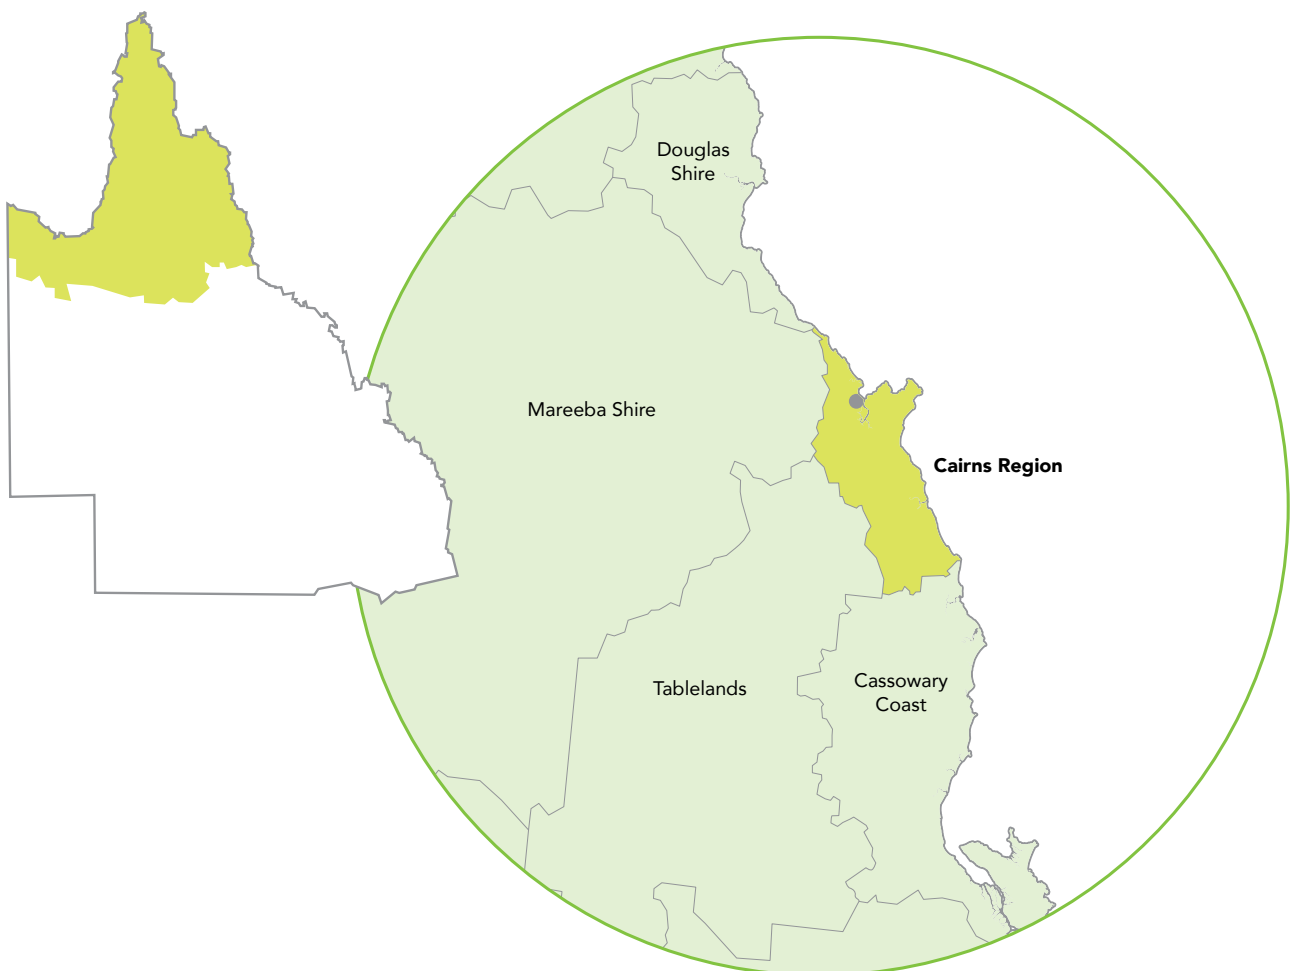 Douglas
Shire
Mareeba Shire
Cairns Region
Tablelands
Cassowary
Coast